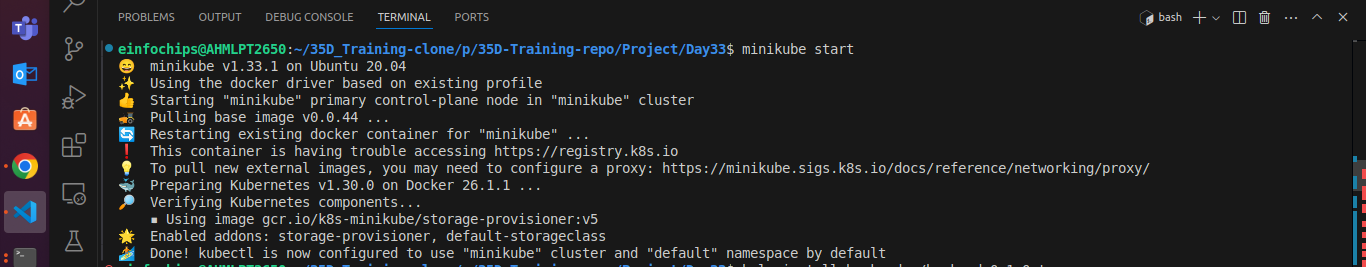 PROBLEMS OUTPUT DEBUG CONSOLE TERMINAL PORTS bash
einfochips@AHMLPT2650:~/35D_Training-clone/p/35D-Training-repo/Project/Day33$ minikube start
minikube v1.33.1 on Ubuntu 20.04
Using the docker driver based on existing profile
Starting "minikube" primary control-plane node in "minikube" cluster
Pulling base image v0.0.44 ...
Restarting existing docker container for "minikube" ...
This container is having trouble accessing https://registry.k8s.io
To pull new external images, you may need to configure a proxy: https://minikube.sigs.k8s.io/docs/reference/networking/proxy/
Preparing Kubernetes v1.30.0 on Docker 26.1.1 ...
Verifying Kubernetes components...
▪ Using image gcr.io/k8s-minikube/storage-provisioner:v5
Enabled addons: storage-provisioner, default-storageclass
Done! kubectl is now configured to use "minikube" cluster and "default" namespace by default